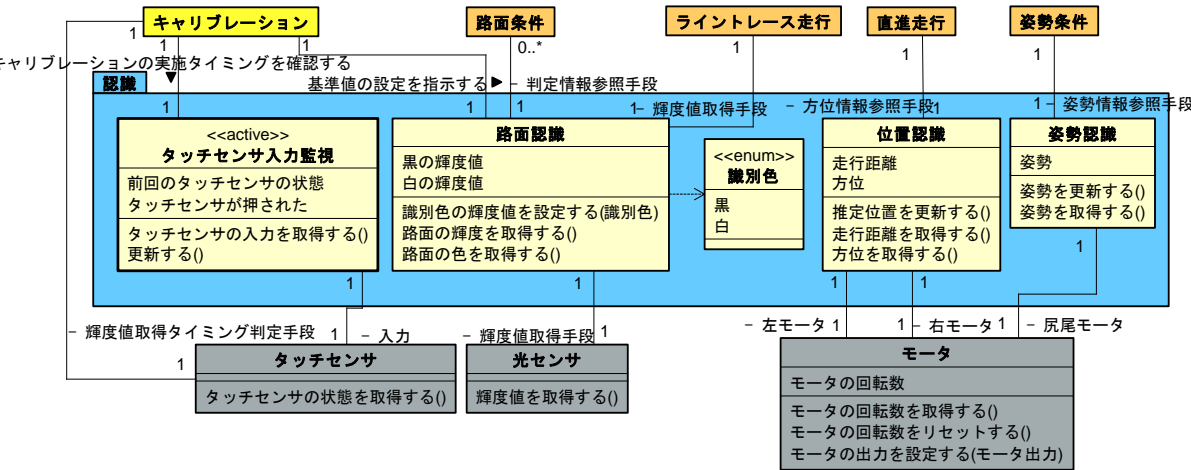 キャリブレーション
路面条件
ライントレース走行
直進走行
姿勢条件
1
1
1
0..*
1
1
1
キャリブレーションの実施タイミングを確認する
認識
基準値の設定を指示する ▶
- 判定情報参照手段
1
1
1
1- 輝度値取得手段
- 方位情報参照手段1
1- 姿勢情報参照手段
<<active>>
タッチセンサ入力監視
前回のタッチセンサの状態
タッチセンサが押された
タッチセンサの入力を取得する()
更新する()
路面認識
黒の輝度値
白の輝度値
識別色の輝度値を設定する(識別色)
路面の輝度を取得する()
路面の色を取得する()
<<enum>>
識別色
黒
白
位置認識
走行距離
方位
推定位置を更新する()
走行距離を取得する()
方位を取得する()
姿勢認識
姿勢
姿勢を更新する()
姿勢を取得する()
1
1
1
1
1
- 輝度値取得タイミング判定手段
1
- 入力
- 輝度値取得手段
1
- 左モータ 1
1 - 右モータ
1 - 尻尾モータ
1
タッチセンサ
タッチセンサの状態を取得する()
光センサ
輝度値を取得する()
モータ
モータの回転数
モータの回転数を取得する()
モータの回転数をリセットする()
モータの出力を設定する(モータ出力)